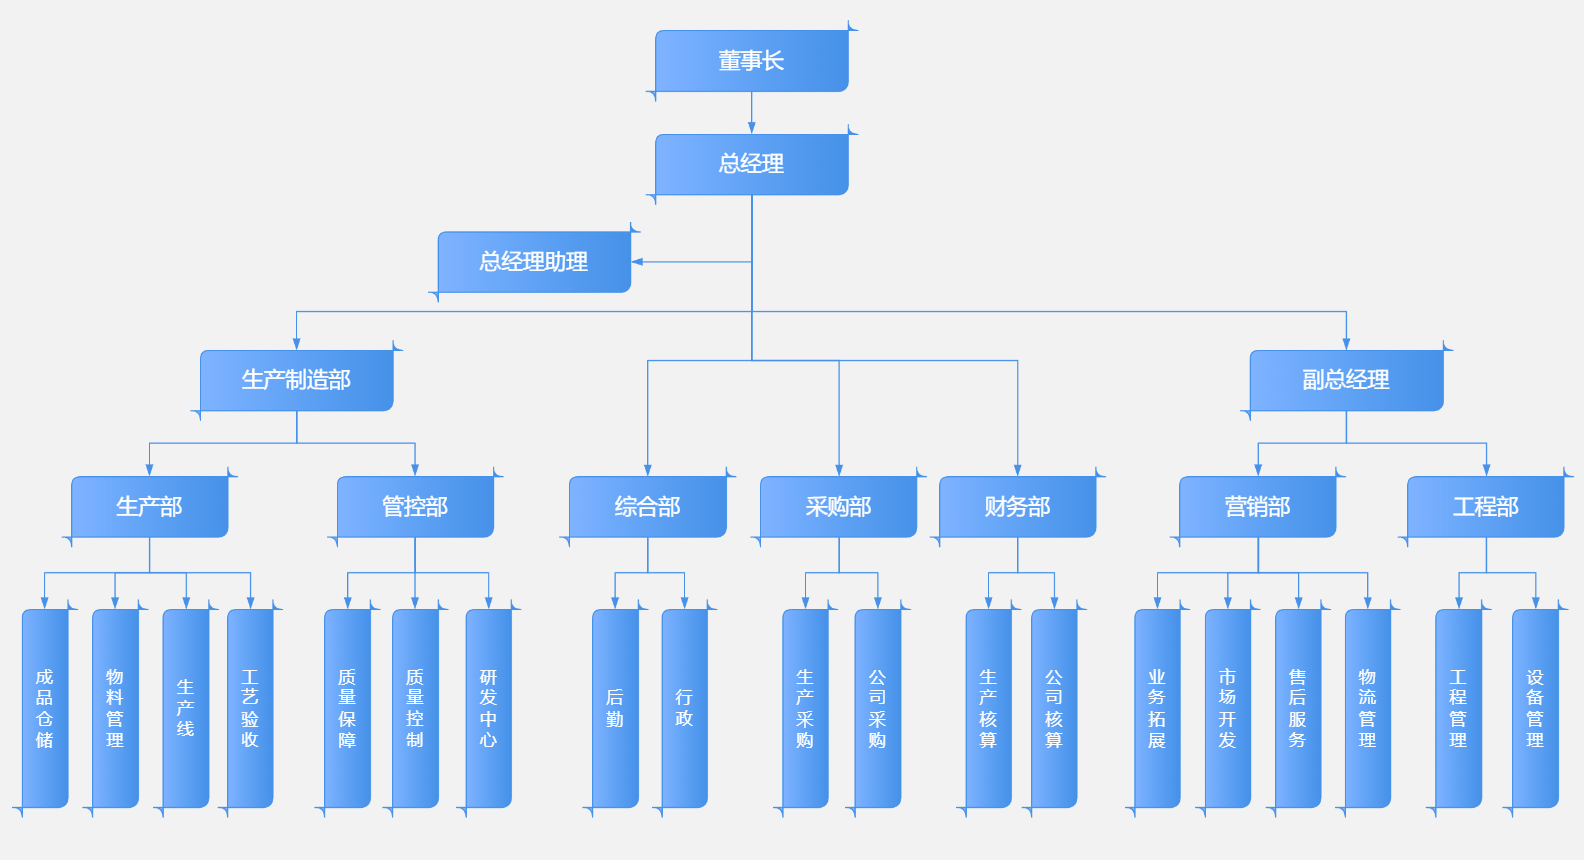 董事长
总经理
总经理助理
生产制造部
副总经理
生产部
管控部
综合部
采购部
财务部
营销部
工程部
成品仓储
物料管理
生产线
工艺验收
质量保障
质量控制
研发中心
后勤
行政
生产采购
公司采购
生产核算
公司核算
业务拓展
市场开发
售后服务
物流管理
工程管理
设备管理